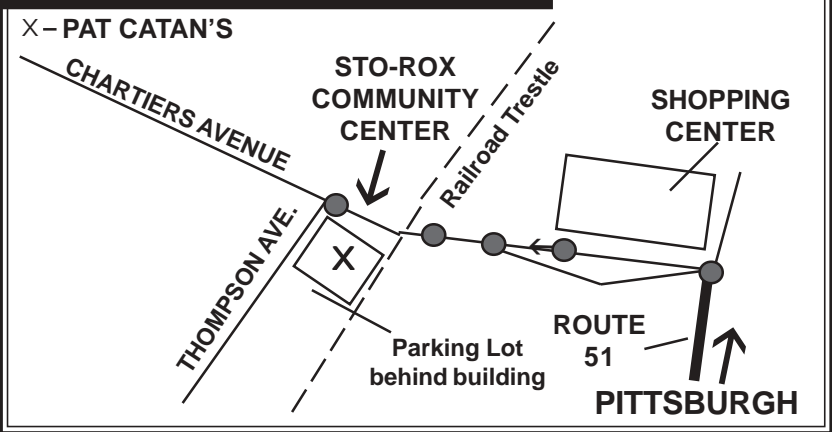 X – PAT CATAN'S
CHARTIERS AVENUE
STO-ROX
COMMUNITY
CENTER
Railroad Trestle
SHOPPING
CENTER
THOMPSON AVE.
X
Parking Lot
behind building
ROUTE
51
PITTSBURGH